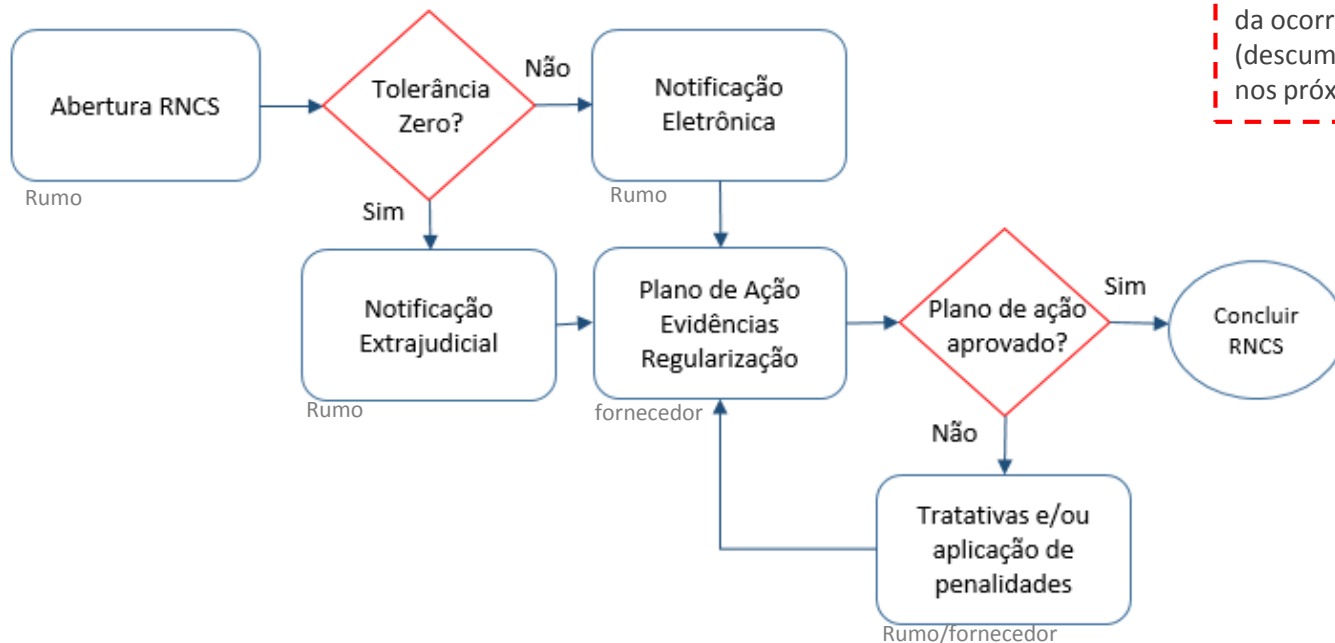 da ocorr
(descum
nos próx
Abertura RNCS
Rumo
Tolerância
Zero?
Não
Notificação
Eletrônica
Rumo
Sim
Notificação
Extrajudicial
Rumo
Plano de Ação
Evidências
Regularização
fornecedor
Plano de ação
aprovado?
Sim
Concluir
RNCS
Não
Tratativas e/ou
aplicação de
penalidades
Rumo/fornecedor